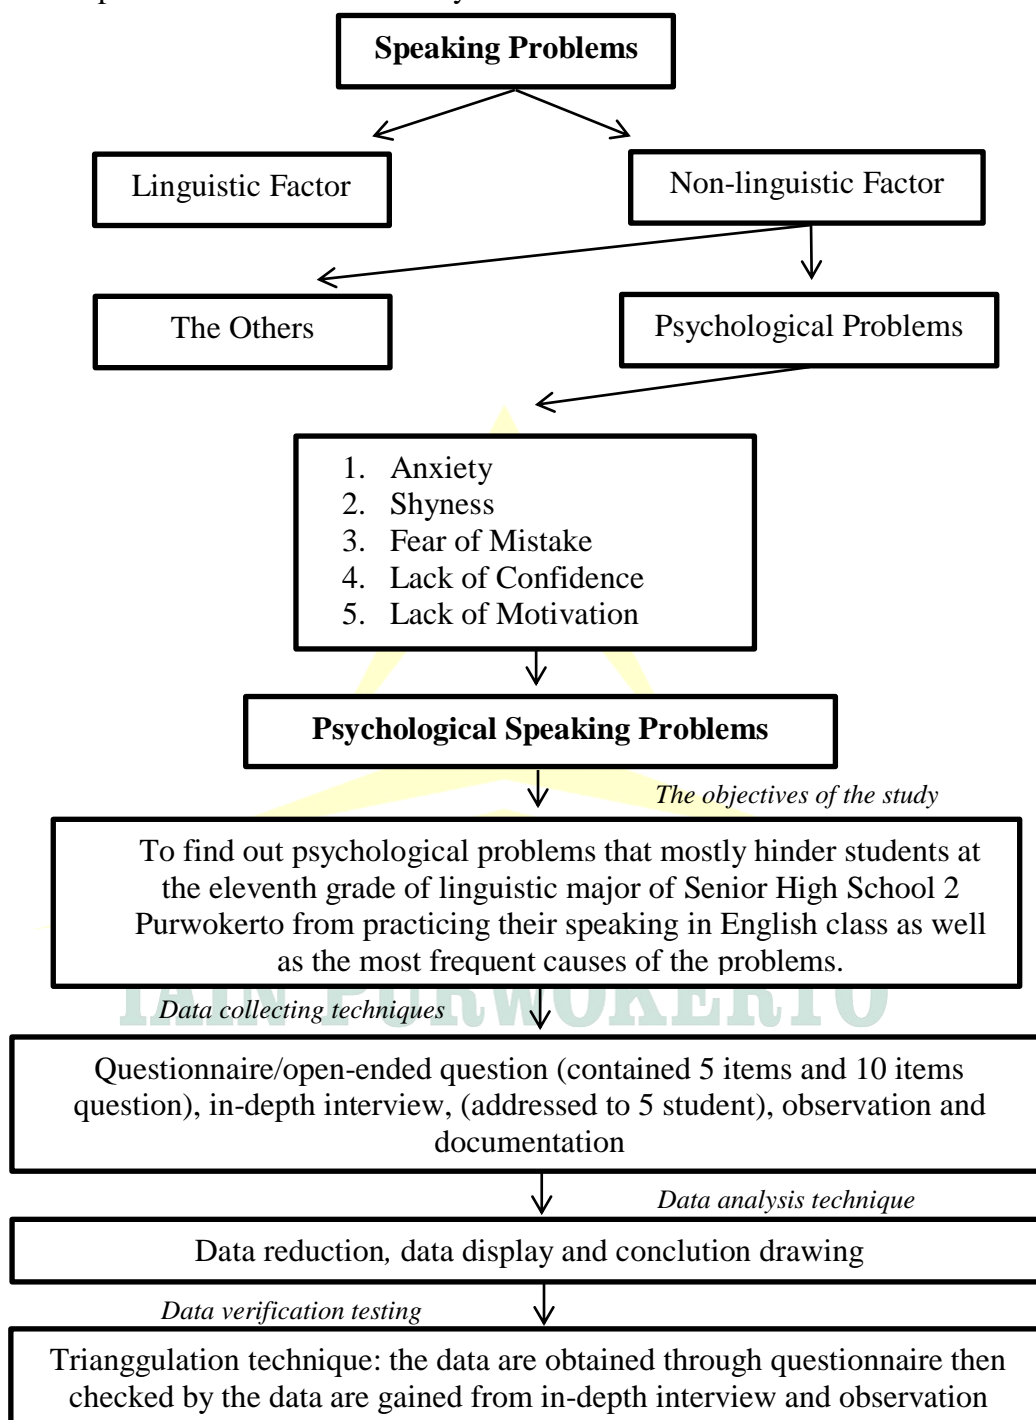 Speaking Problems
Linguistic Factor
Non-linguistic Factor
The Others
Psychological Problems
1. Anxiety
2. Shyness
3. Fear of Mistake
4. Lack of Confidence
5. Lack of Motivation
Psychological Speaking Problems
The objectives of the study
To find out psychological problems that mostly hinder students at
the eleventh grade of linguistic major of Senior High School 2
Purwokerto from practicing their speaking in English class as well
as the most frequent causes of the problems.
IAIN PURWOKERTO
Data collecting techniques
Questionnaire/open-ended question (contained 5 items and 10 items
question), in-depth interview, (addressed to 5 student), observation and
documentation
Data analysis technique
Data reduction, data display and conclution drawing
Data verification testing
Trianggulation technique: the data are obtained through questionnaire then
checked by the data are gained from in-depth interview and observation